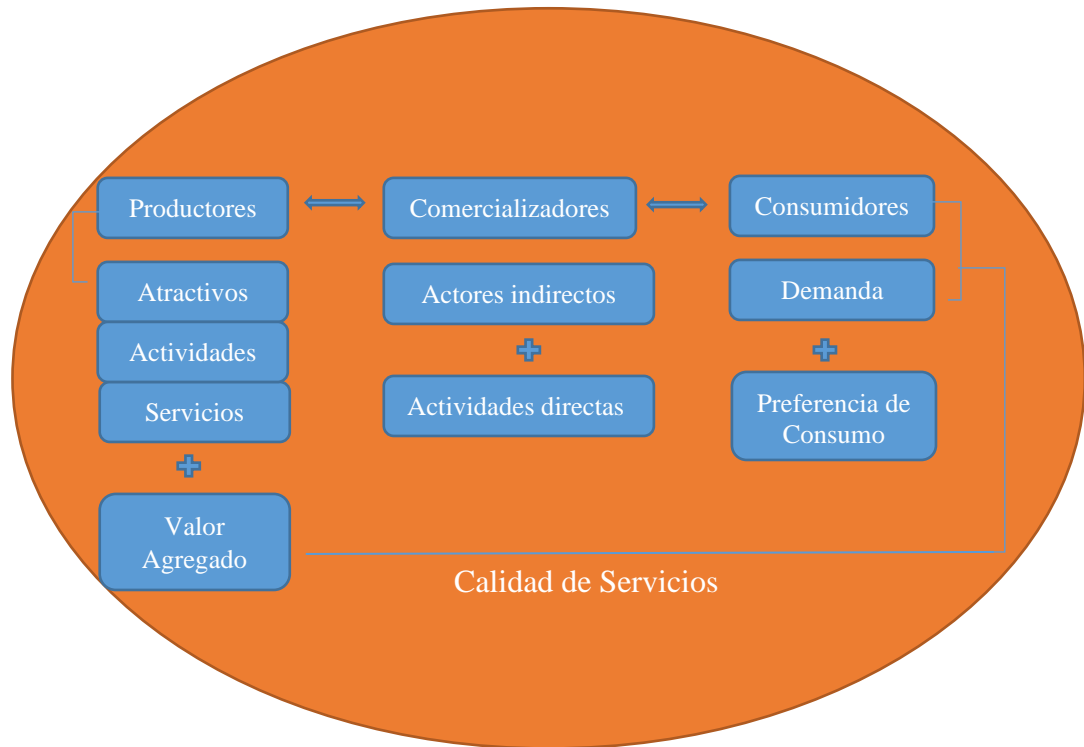 Productores
Comercializadores
Consumidores
Atractivos
Actores indirectos
Demanda
Actividades
Servicios
Actividades directas
Preferencia de
Consumo
Valor
Agregado
Calidad de Servicios